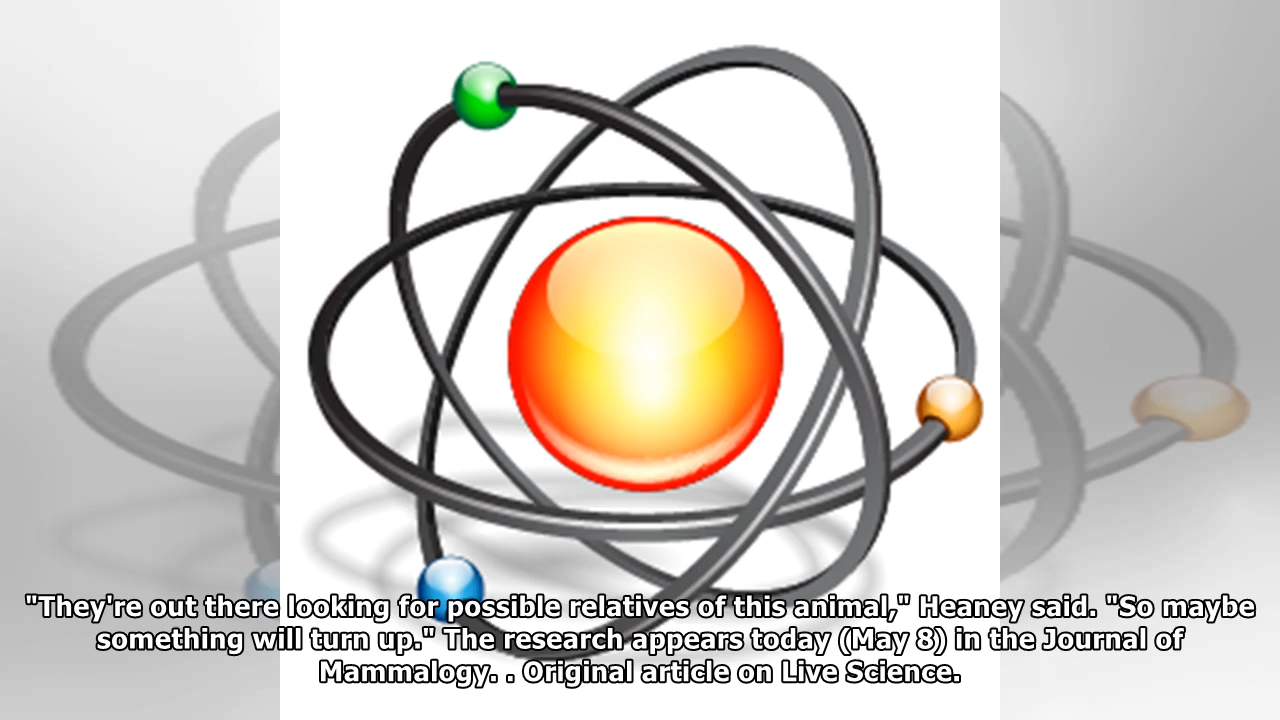 "They're out there looking for possible relatives of this animal," Heaney said. "So maybe
something will turn up." The research appears today (May 8) in the Journal of
Mammalogy. . Original article on Live Science.